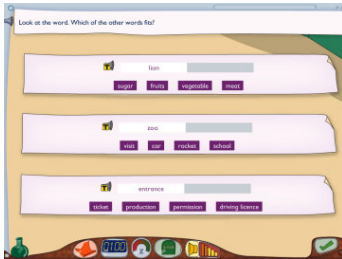 Look at the word. Which of the other words fits?
lion
sugar fruits vegetable meat
zoo
visit car rocket school
entrance
ticket production permission driving licence